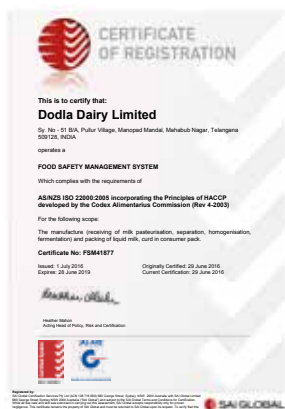 CERTIFICATE
OF REGISTRATION
This is to certify that:
Dodla Dairy Limited
Sy. No - 51 B/A, Pullur Village, Manopad Mandal, Mahabub Nagar, Telangana
509128, INDIA
operates a
FOOD SAFETY MANAGEMENT SYSTEM
Which complies with the requirements of
AS/NZS ISO 22000:2005 incorporating the Principles of HACCP
developed by the Codex Alimentarius Commission (Rev 4-2003)
For the following scope:
The manufacture (receiving of milk pasteurisation, separation, homogenisation,
fermentation) and packing of liquid milk, curd in consumer pack.
Certificate No: FSM41877
Issued: 1 July 2016 Originally Certified: 29 June 2016
Expires: 28 June 2019 Current Certification: 29 June 2016
Heather Mahon
Acting Head of Policy, Risk and Certification
JAS-ANZ
Registered by:
SAI GLOBAL